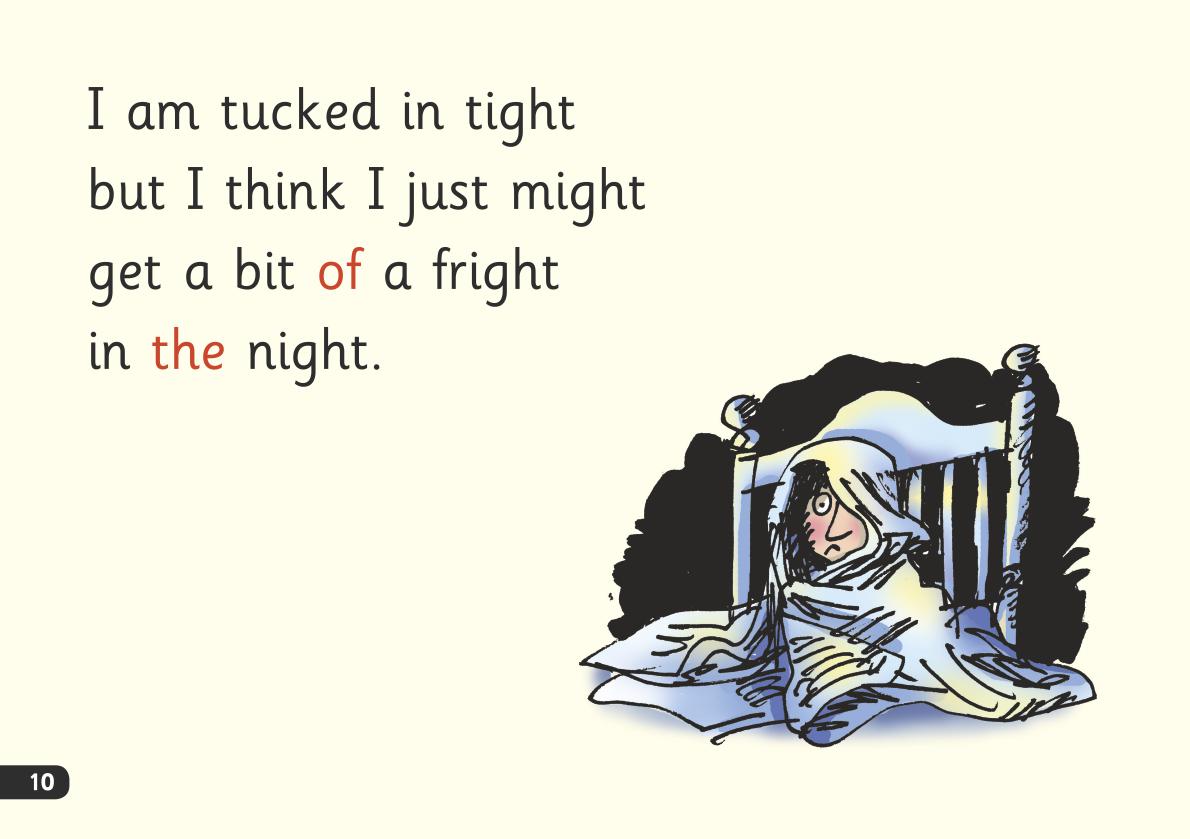 I am tucked in tight
but I think I just might
get a bit of a fright
in the night.
10